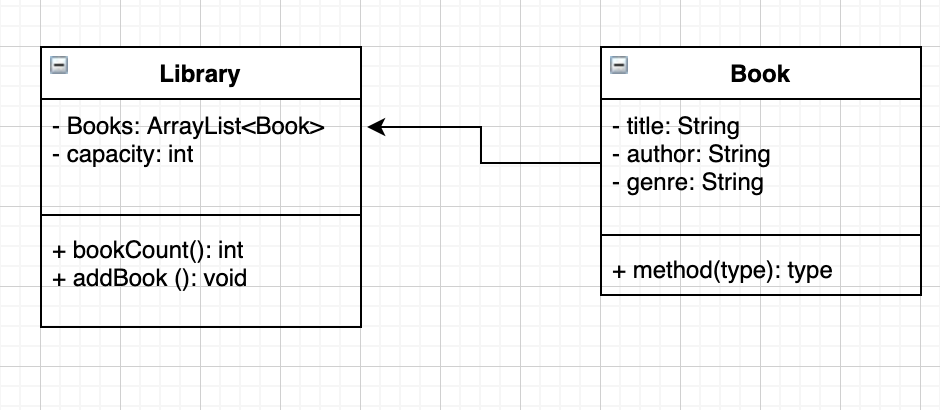 Library
- Books: ArrayList<Book>
- capacity: int
+ bookCount(): int
+ addBook (): void
Book
- title: String
- author: String
- genre: String
+ method(type): type